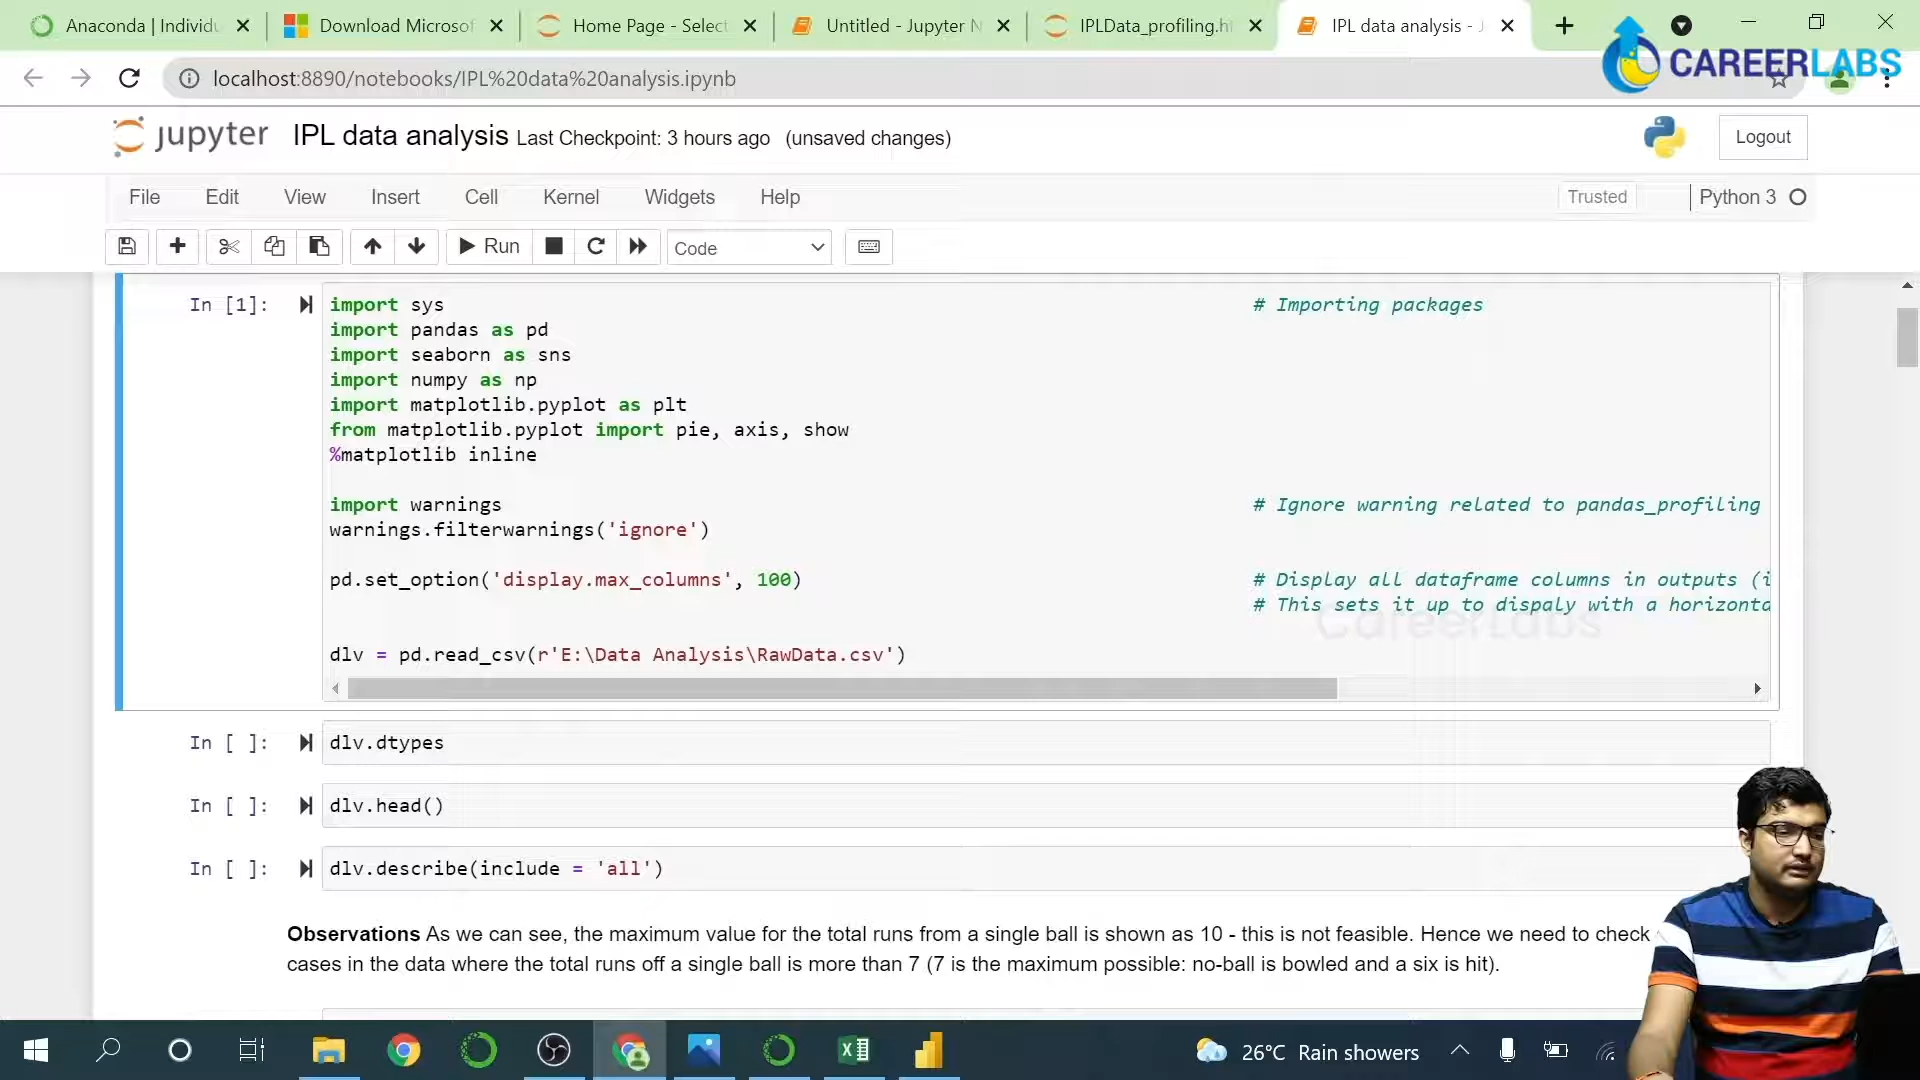 Anaconda | Individu
Download Microsof
Home Page - Select
Untitled - Jupyter N
IPLData_profiling.ht
IPL data analysis - J
CAREERLABS
localhost:8890/notebooks/IPL%20data%20analysis.ipynb
jupyter IPL data analysis Last Checkpoint: 3 hours ago (unsaved changes)
Logout
File Edit View Insert Cell Kernel Widgets Help
Trusted
Python 3
Run
Code
In [1]:
import sys # Importing packages
import pandas as pd
import seaborn as sns
import numpy as np
import matplotlib.pyplot as plt
from matplotlib.pyplot import pie, axis, show
%matplotlib inline
import warnings # Ignore warning related to pandas_profiling
warnings.filterwarnings('ignore')
pd.set_option('display.max_columns', 100) # Display all dataframe columns in outputs (i
# This sets it up to dispaly with a horizonta
CareerLabs
dlv = pd.read_csv(r'E:\Data Analysis\RawData.csv')
In [ ]: dlv.dtypes
In [ ]: dlv.head()
In [ ]: dlv.describe(include = 'all')
Observations As we can see, the maximum value for the total runs from a single ball is shown as 10 - this is not feasible. Hence we need to check
cases in the data where the total runs off a single ball is more than 7 (7 is the maximum possible: no-ball is bowled and a six is hit).
26°C Rain showers